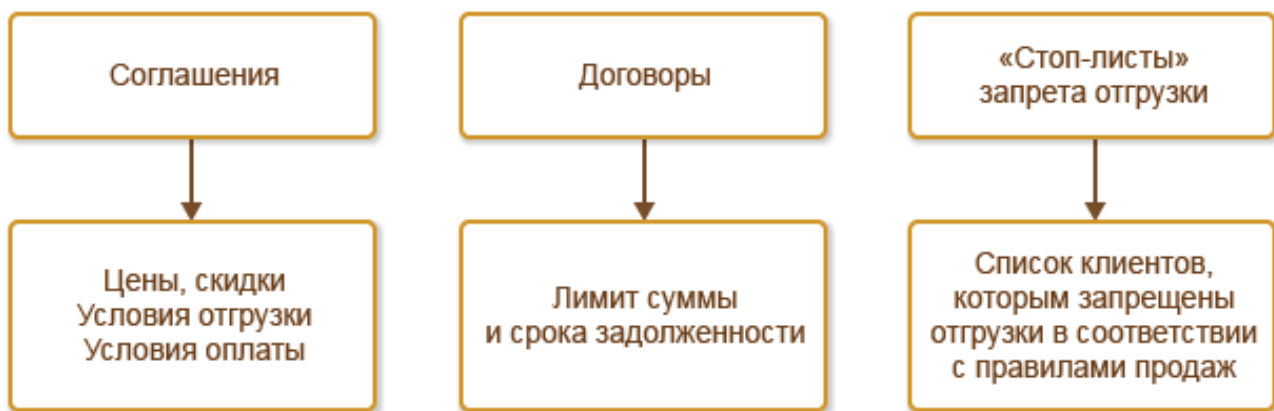 Соглашения
Договоры
«Стоп-листы»
запрета отгрузки
Цены, скидки
Условия отгрузки
Условия оплаты
Лимит суммы
и срока задолженности
Список клиентов,
которым запрещены
отгрузки в соответствии
с правилами продаж